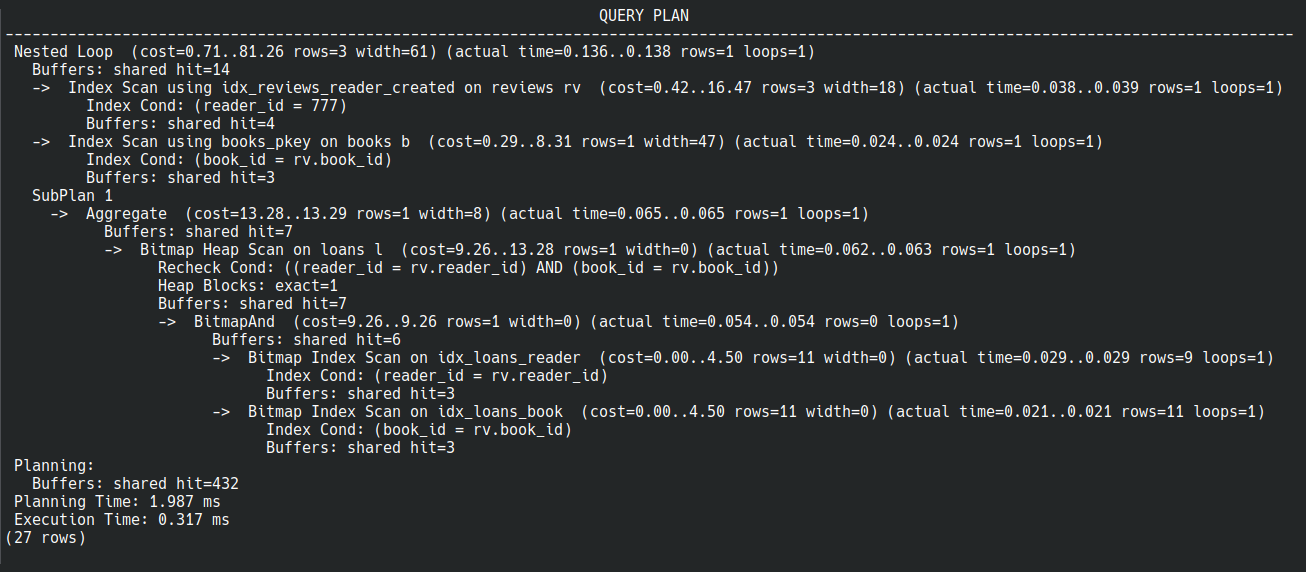 QUERY PLAN
--------------------------------------------------------------------------------------------------------------------------------------------
Nested Loop  (cost=0.71..81.26 rows=3 width=61) (actual time=0.136..0.138 rows=1 loops=1)
  Buffers: shared hit=14
  ->  Index Scan using idx_reviews_reader_created on reviews rv  (cost=0.42..16.47 rows=3 width=18) (actual time=0.038..0.039 rows=1 loops=1)
        Index Cond: (reader_id = 777)
        Buffers: shared hit=4
  ->  Index Scan using books_pkey on books b  (cost=0.29..8.31 rows=1 width=47) (actual time=0.024..0.024 rows=1 loops=1)
        Index Cond: (book_id = rv.book_id)
        Buffers: shared hit=3
  SubPlan 1
    ->  Aggregate  (cost=13.28..13.29 rows=1 width=8) (actual time=0.065..0.065 rows=1 loops=1)
          Buffers: shared hit=7
          ->  Bitmap Heap Scan on loans l  (cost=9.26..13.28 rows=1 width=0) (actual time=0.062..0.063 rows=1 loops=1)
                Recheck Cond: ((reader_id = rv.reader_id) AND (book_id = rv.book_id))
                Heap Blocks: exact=1
                Buffers: shared hit=7
                ->  BitmapAnd  (cost=9.26..9.26 rows=1 width=0) (actual time=0.054..0.054 rows=0 loops=1)
                      Buffers: shared hit=6
                      ->  Bitmap Index Scan on idx_loans_reader  (cost=0.00..4.50 rows=11 width=0) (actual time=0.029..0.029 rows=9 loops=1)
                            Index Cond: (reader_id = rv.reader_id)
                            Buffers: shared hit=3
                      ->  Bitmap Index Scan on idx_loans_book  (cost=0.00..4.50 rows=11 width=0) (actual time=0.021..0.021 rows=11 loops=1)
                            Index Cond: (book_id = rv.book_id)
                            Buffers: shared hit=3
Planning:
  Buffers: shared hit=432
Planning Time: 1.987 ms
Execution Time: 0.317 ms
(27 rows)